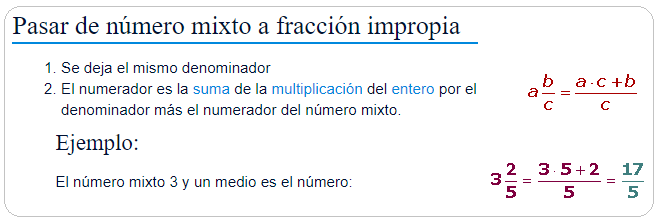 Pasar de número mixto a fracción impropia
1. Se deja el mismo denominador
2. El numerador es la suma de la multiplicación del entero por el
denominador más el numerador del número mixto.
a b/c = a · c + b/c
Ejemplo:
El número mixto 3 y un medio es el número:
3 2/5 = 3 · 5 + 2/5 = 17/5